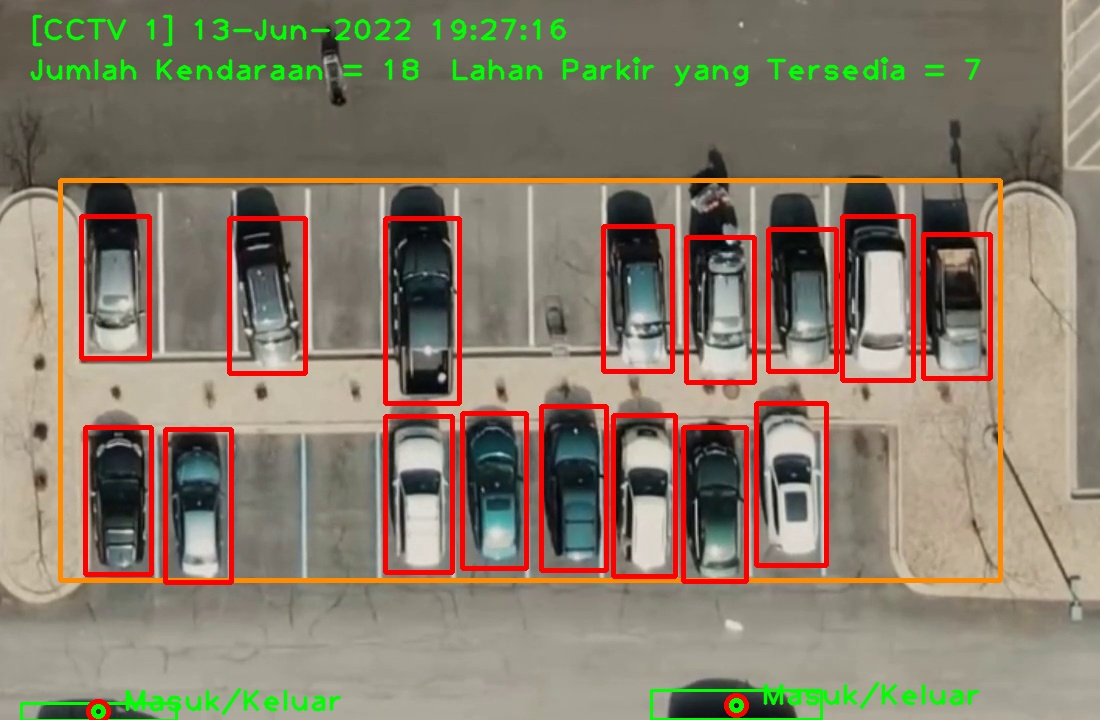 [CCTV 1] 13-Jun-2022 19:27:16
Jumlah Kendaraan = 18 Lahan Parkir yang Tersedia = 7
Masuk/Keluar
Masuk/Keluar